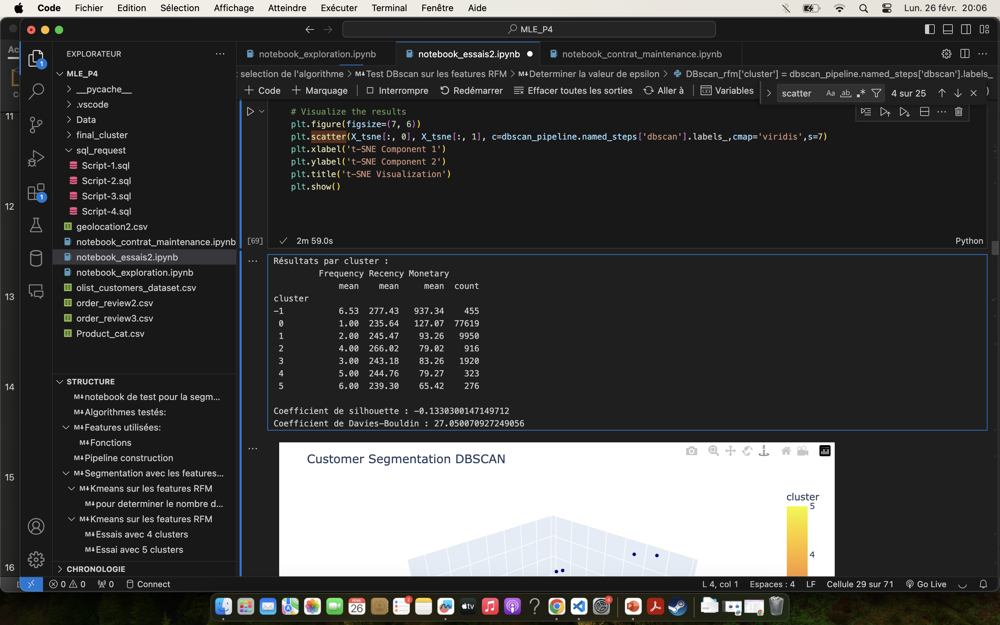 Code Fichier Edition Sélection Affichage Atteindre Exécuter Terminal Fenêtre Aide Lun. 26 févr. 20:06
MLE_P4
Ac
EXPLORATEUR
notebook_exploration.ipynb notebook_essais2.ipynb notebook_contrat_maintenance.ipynb
1
MLE_P4
selection de l'algorithme > M↓Test DBscan sur les features RFM > M↓Determiner la valeur de epsilon > DBscan_rfm['cluster'] = dbscan_pipeline.named_steps['dbscan'].labels_
+ Code + Marquage Interrompre Redémarrer Effacer toutes les sorties Aller à Variables
scatter Aa ab 4 sur 25
__pycache__
.vscode
Data
final_cluster
sql_request
Script-1.sql
Script-2.sql
Script-3.sql
Script-4.sql
geolocation2.csv
notebook_contrat_maintenance.ipynb
notebook_essais2.ipynb
notebook_exploration.ipynb
olist_customers_dataset.csv
order_review2.csv
order_review3.csv
Product_cat.csv
1
11
12
13
14
15
16
# Visualize the results
plt.figure(figsize=(7, 6))
plt.scatter(X_tsne[:, 0], X_tsne[:, 1], c=dbscan_pipeline.named_steps['dbscan'].labels_,cmap='viridis',s=7)
plt.xlabel('t-SNE Component 1')
plt.ylabel('t-SNE Component 2')
plt.title('t-SNE Visualization')
plt.show()
[69] 2m 59.0s Python
Résultats par cluster :
Frequency Recency Monetary
mean mean mean count
cluster
-1 6.53 277.43 937.34 455
0 1.00 235.64 127.07 77619
1 2.00 245.47 93.26 9950
2 4.00 266.02 79.02 916
3 3.00 243.18 83.26 1920
4 5.00 244.76 79.27 323
5 6.00 239.30 65.42 276
Coefficient de silhouette : -0.1330300147149712
Coefficient de Davies-Bouldin : 27.050070927249056
Customer Segmentation DBSCAN
cluster
5
4
STRUCTURE
M↓notebook de test pour la segm...
M↓Algorithmes testés:
M↓Features utilisées:
M↓Fonctions
M↓Pipeline construction
M↓Segmentation avec les features...
M↓Kmeans sur les features RFM
M↓pour determiner le nombre d...
M↓Kmeans sur les features RFM
M↓Essais avec 4 clusters
M↓Essai avec 5 clusters
CHRONOLOGIE
0 0 0 Connect L 4, col 1 Espaces : 4 LF Cellule 29 sur 71 Go Live
FÉVR.
26
2
tv
4